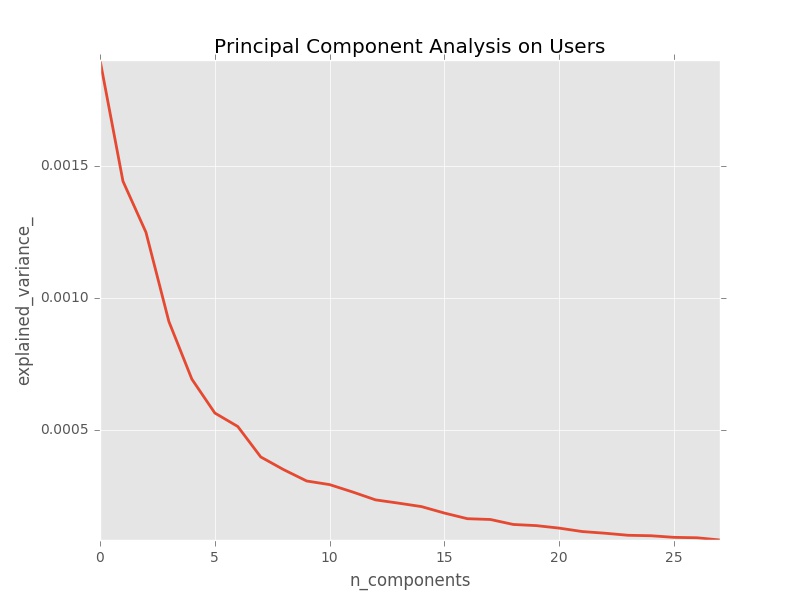 Principal Component Analysis on Users
0.0015
0.0010
0.0005
explained_variance_
0 5 10 15 20 25
n_components